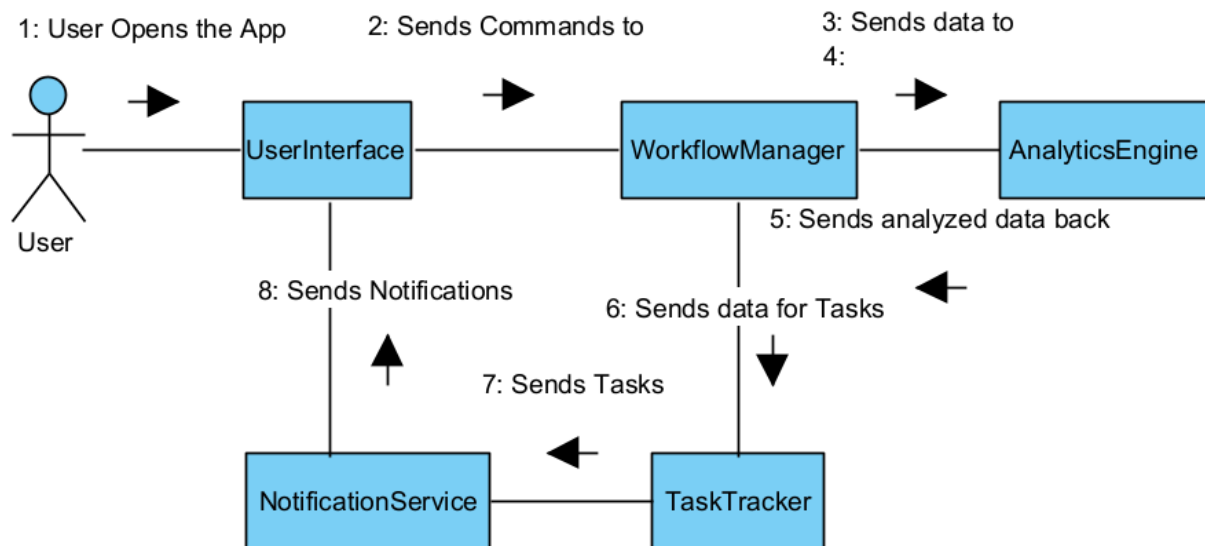 1: User Opens the App
2: Sends Commands to
3: Sends data to
4:
UserInterface
WorkflowManager
AnalyticsEngine
User
5: Sends analyzed data back
8: Sends Notifications
6: Sends data for Tasks
7: Sends Tasks
NotificationService
TaskTracker